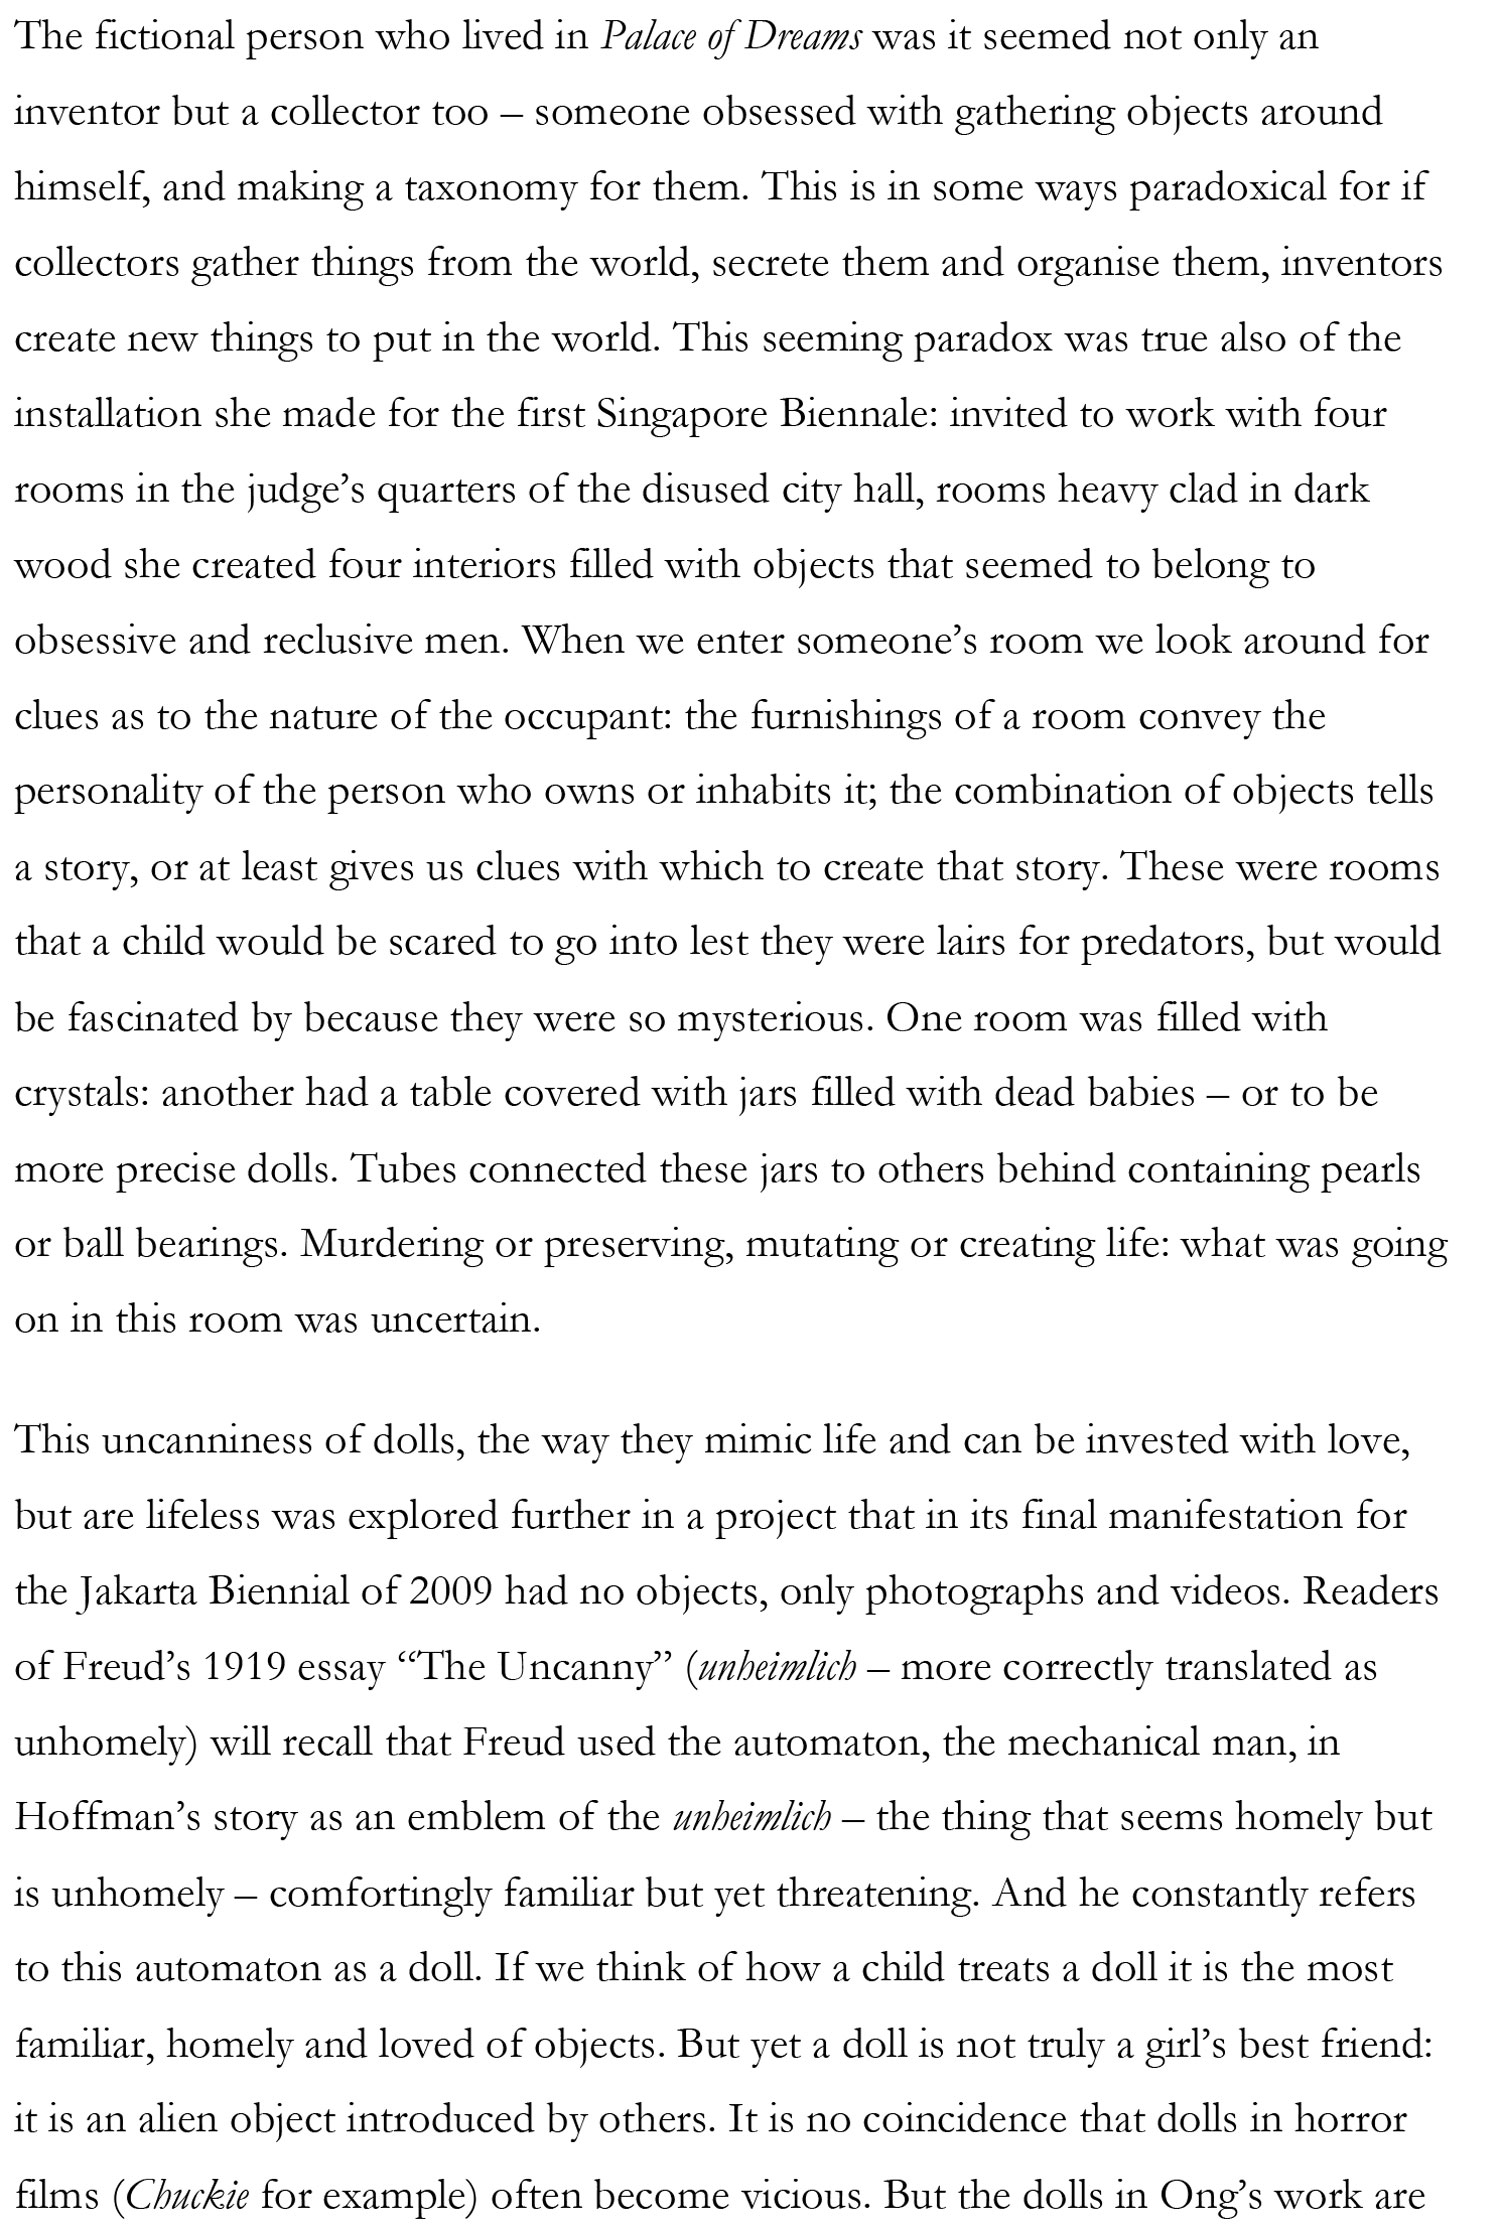 The fictional person who lived in Palace of Dreams was it seemed not only an
inventor but a collector too – someone obsessed with gathering objects around
himself, and making a taxonomy for them. This is in some ways paradoxical for if
collectors gather things from the world, secrete them and organise them, inventors
create new things to put in the world. This seeming paradox was true also of the
installation she made for the first Singapore Biennale: invited to work with four
rooms in the judge’s quarters of the disused city hall, rooms heavy clad in dark
wood she created four interiors filled with objects that seemed to belong to
obsessive and reclusive men. When we enter someone’s room we look around for
clues as to the nature of the occupant: the furnishings of a room convey the
personality of the person who owns or inhabits it; the combination of objects tells
a story, or at least gives us clues with which to create that story. These were rooms
that a child would be scared to go into lest they were lairs for predators, but would
be fascinated by because they were so mysterious. One room was filled with
crystals: another had a table covered with jars filled with dead babies – or to be
more precise dolls. Tubes connected these jars to others behind containing pearls
or ball bearings. Murdering or preserving, mutating or creating life: what was going
on in this room was uncertain.
This uncanniness of dolls, the way they mimic life and can be invested with love,
but are lifeless was explored further in a project that in its final manifestation for
the Jakarta Biennial of 2009 had no objects, only photographs and videos. Readers
of Freud’s 1919 essay “The Uncanny” (unheimlich – more correctly translated as
unhomely) will recall that Freud used the automaton, the mechanical man, in
Hoffman’s story as an emblem of the unheimlich – the thing that seems homely but
is unhomely – comfortingly familiar but yet threatening. And he constantly refers
to this automaton as a doll. If we think of how a child treats a doll it is the most
familiar, homely and loved of objects. But yet a doll is not truly a girl’s best friend:
it is an alien object introduced by others. It is no coincidence that dolls in horror
films (Chuckie for example) often become vicious. But the dolls in Ong’s work are